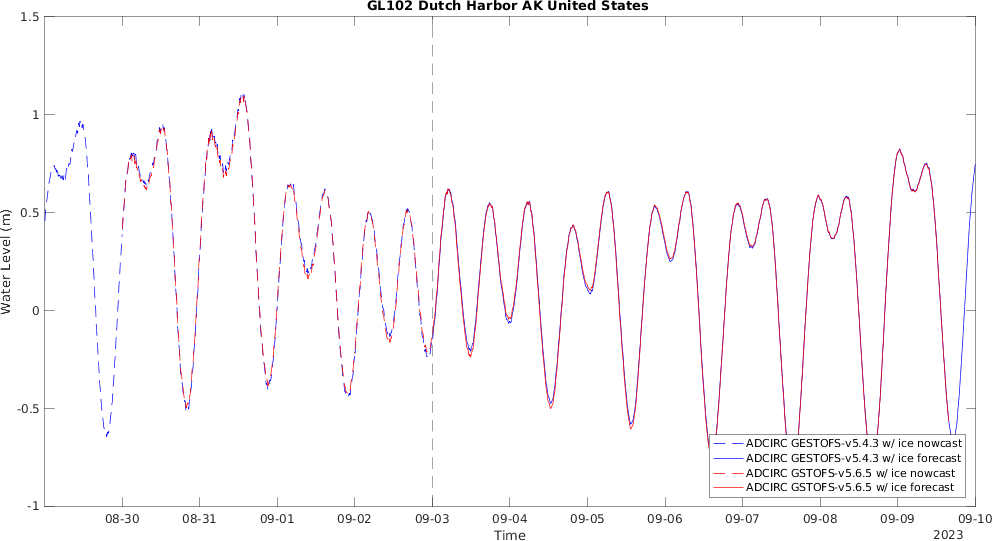 GL102 Dutch Harbor AK United States
1.5
1
0.5
0
-0.5
-1
Water Level (m)
08-30 08-31 09-01 09-02 09-03 09-04 09-05 09-06 09-07 09-08 09-09 09-10
Time
2023
ADCIRC GESTOFS-v5.4.3 w/ ice nowcast
ADCIRC GESTOFS-v5.4.3 w/ ice forecast
ADCIRC GSTOFS-v5.6.5 w/ ice nowcast
ADCIRC GSTOFS-v5.6.5 w/ ice forecast